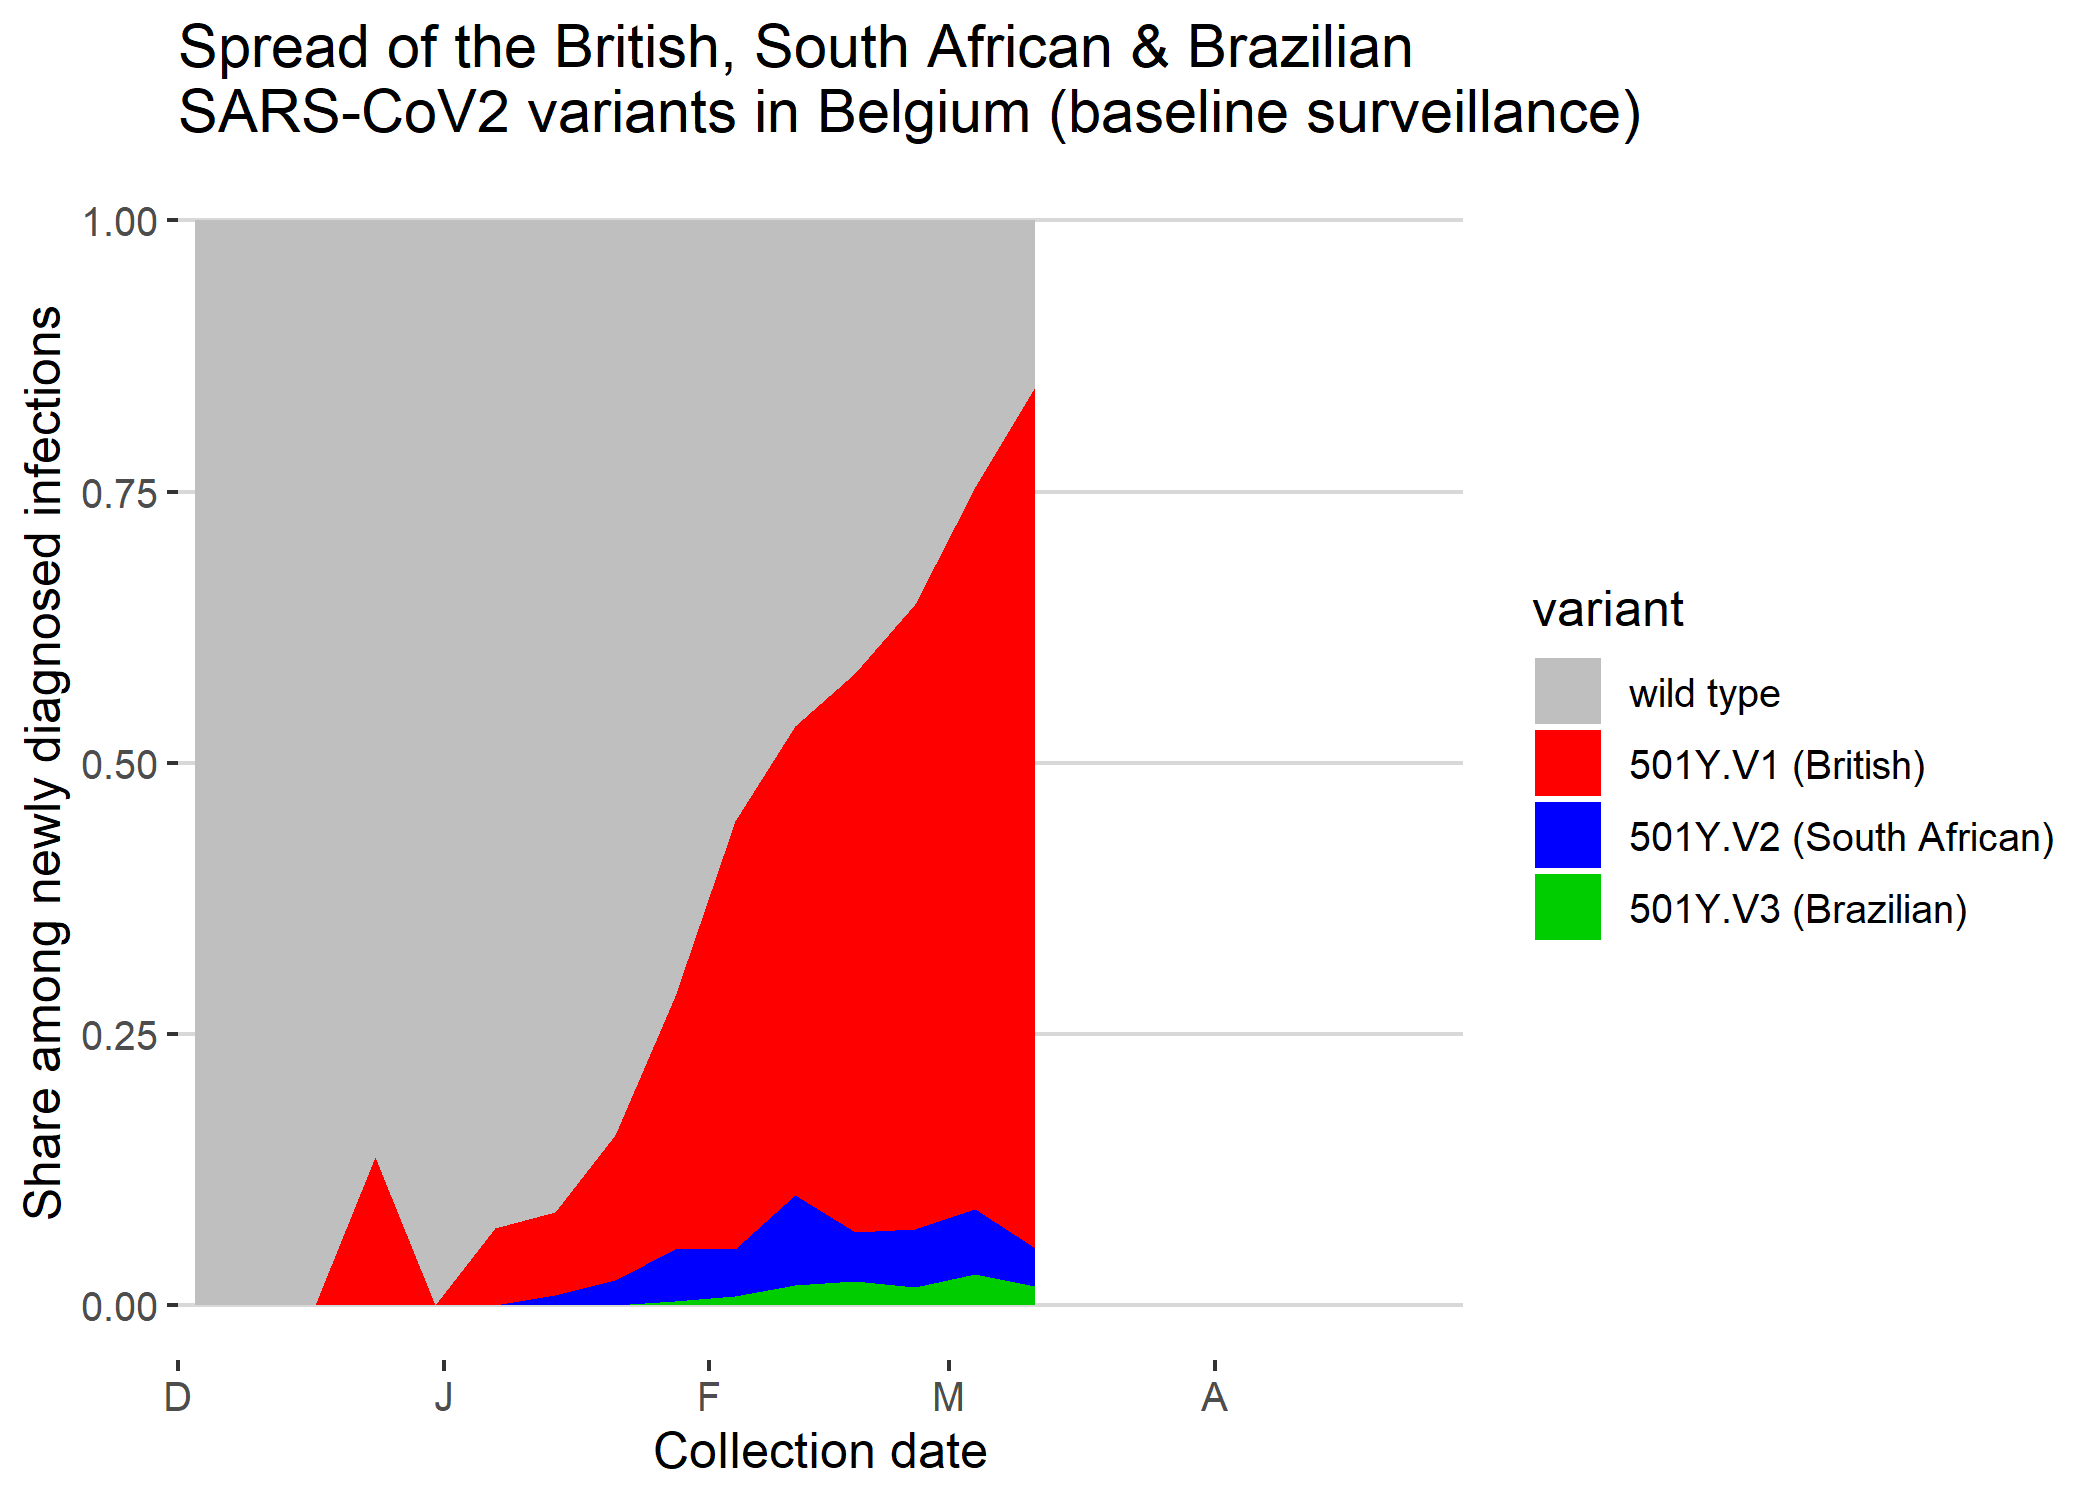 Spread of the British, South African & Brazilian
SARS-CoV2 variants in Belgium (baseline surveillance)
Share among newly diagnosed infections
1.00
0.75
0.50
0.25
0.00
D
J
F
M
A
Collection date
variant
wild type
501Y.V1 (British)
501Y.V2 (South African)
501Y.V3 (Brazilian)